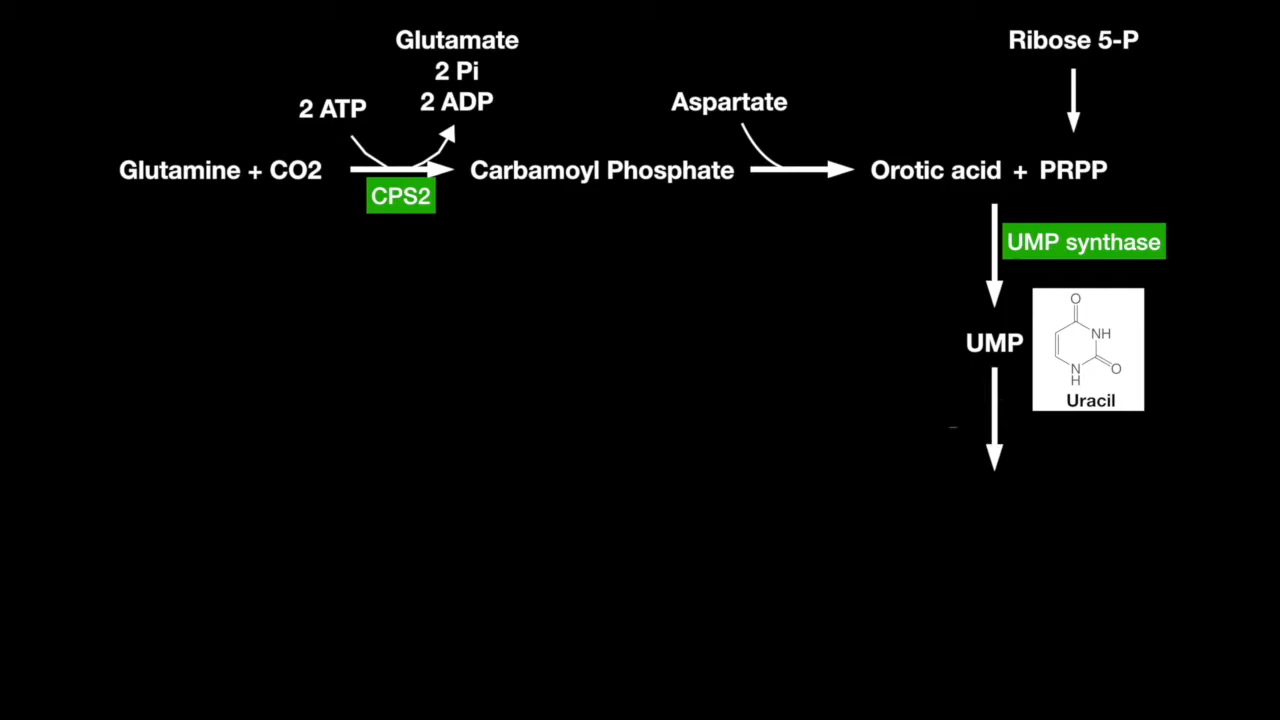 Glutamate
2 Pi
2 ADP
Ribose 5-P
2 ATP
Aspartate
Glutamine + CO2
Carbamoyl Phosphate
Orotic acid + PRPP
CPS2
UMP synthase
UMP
O
NH
N
H
O
Uracil